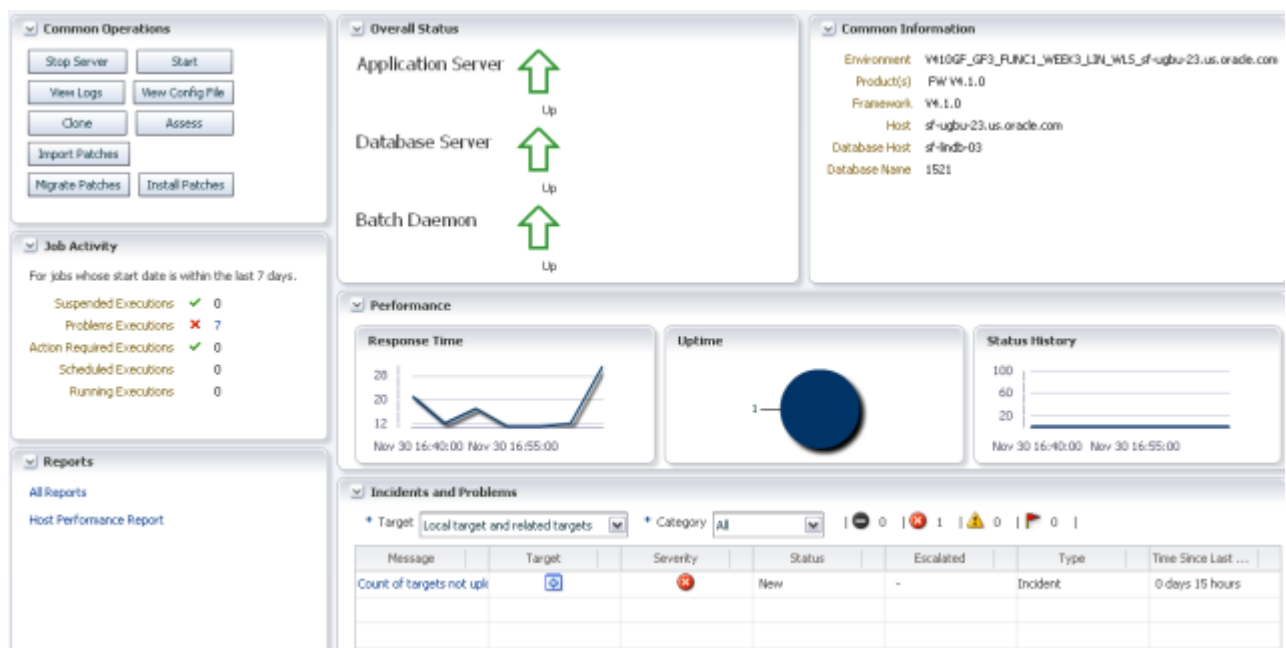 Common Operations
Stop Server
Start
View Logs
View Config File
Clone
Assess
Import Patches
Migrate Patches
Install Patches
Job Activity
For jobs whose start date is within the last 7 days.
Suspended Executions 0
Problems Executions 7
Action Required Executions 0
Scheduled Executions 0
Running Executions 0
Reports
All Reports
Host Performance Report
Overall Status
Application Server
Up
Database Server
Up
Batch Daemon
Up
Common Information
Environment V410GF_GF3_FUNC1_WEEK3_LIN_WLS_sf-ugbu-23.us.oracle.com
Product(s) FW V4.1.0
Framework V4.1.0
Host sf-ugbu-23.us.oracle.com
Database Host sf-lindb-03
Database Name 1521
Performance
Response Time
28
20
12
Nov 30 16:40:00 Nov 30 16:55:00
Uptime
1
Status History
100
60
20
Nov 30 16:40:00 Nov 30 16:55:00
Incidents and Problems
* Target Local target and related targets * Category All | 0 | 1 | 0 | 0 |
Message Target Severity Status Escalated Type Time Since Last ...
Count of targets not uplo New - Incident 0 days 15 hours